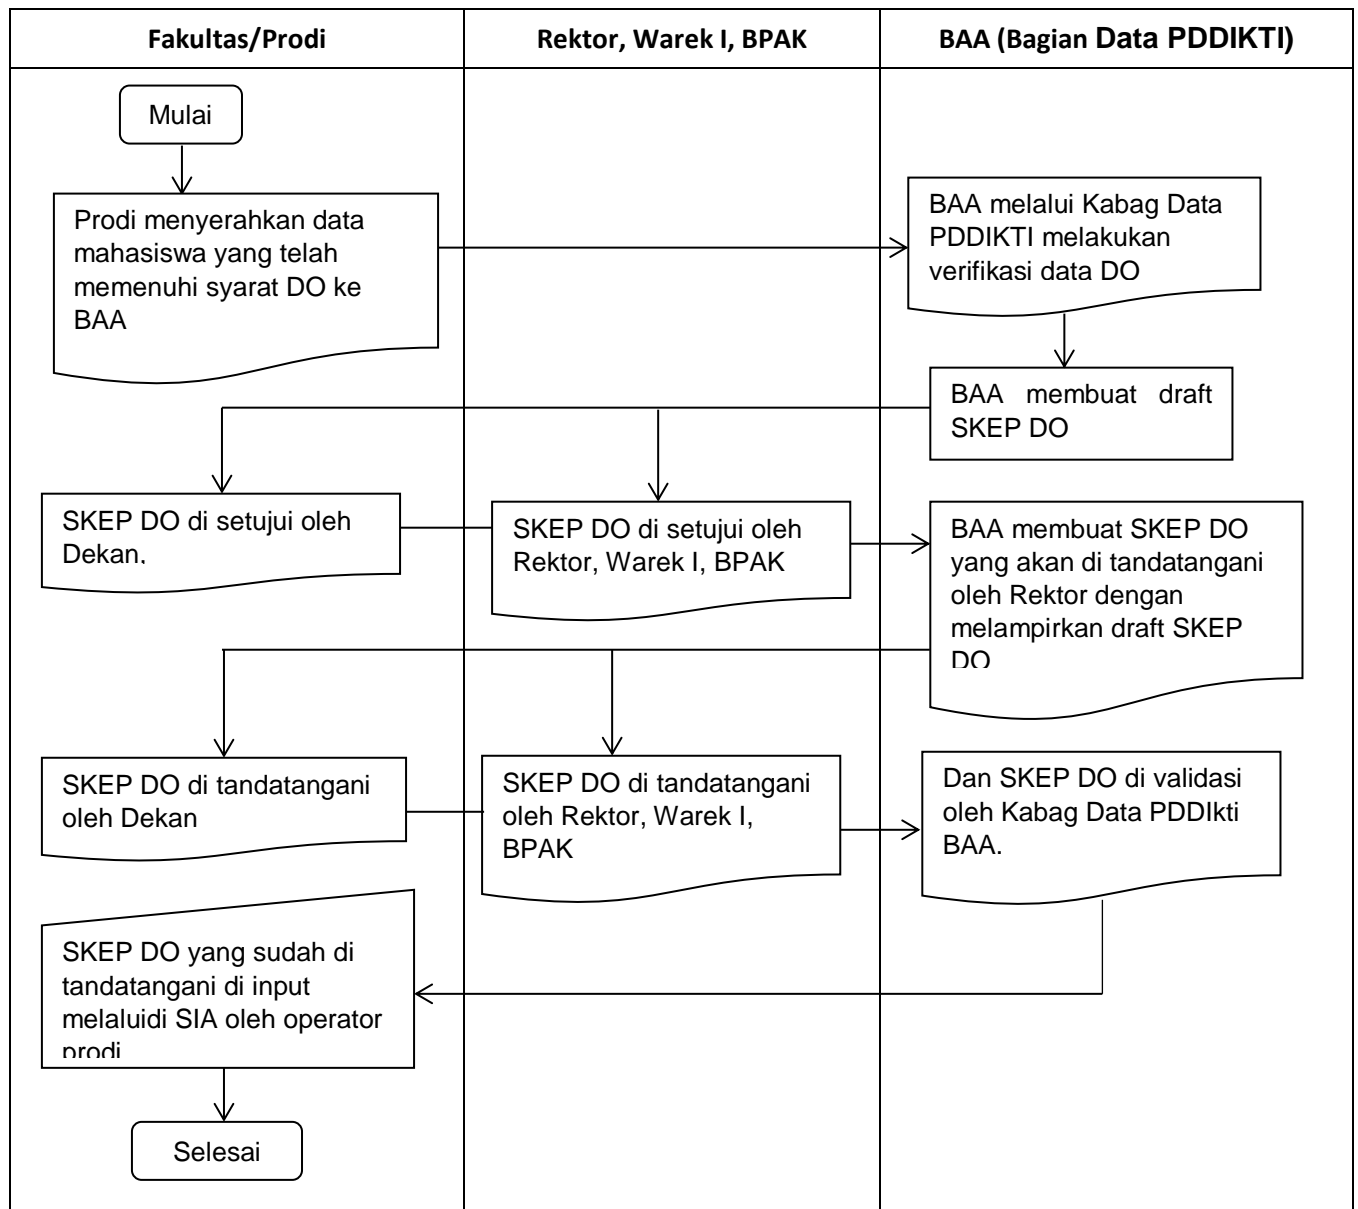 Fakultas/Prodi
Rektor, Warek I, BPAK
BAA (Bagian Data PDDIKTI)
Mulai
Prodi menyerahkan data
mahasiswa yang telah
memenuhi syarat DO ke
BAA
BAA melalui Kabag Data
PDDIKTI melakukan
verifikasi data DO
BAA membuat draft
SKEP DO
SKEP DO di setujui oleh
Dekan,
SKEP DO di setujui oleh
Rektor, Warek I, BPAK
BAA membuat SKEP DO
yang akan di tandatangani
oleh Rektor dengan
melampirkan draft SKEP
DO
SKEP DO di tandatangani
oleh Dekan
SKEP DO di tandatangani
oleh Rektor, Warek I,
BPAK
Dan SKEP DO di validasi
oleh Kabag Data PDDIkti
BAA.
SKEP DO yang sudah di
tandatangani di input
melaluidi SIA oleh operator
prodi
Selesai